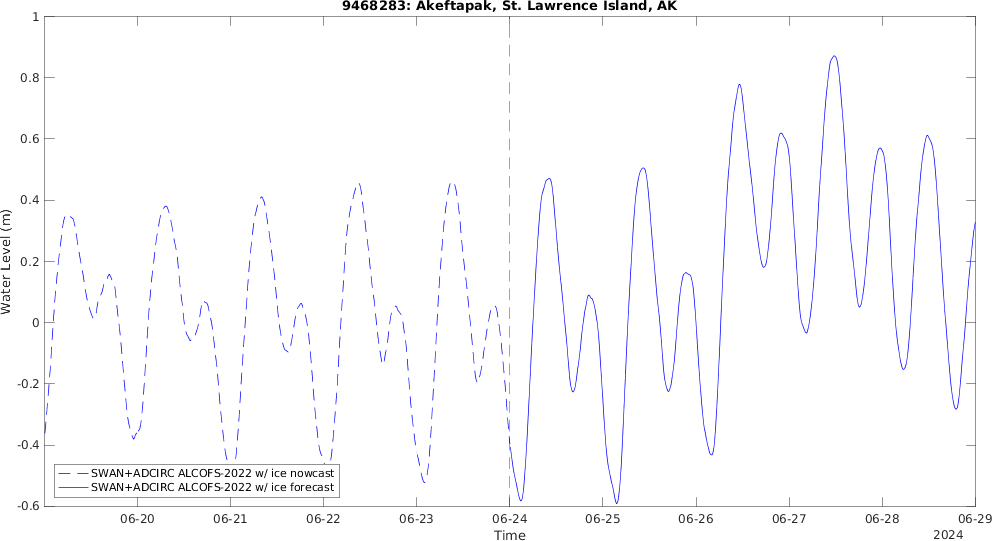 9468283: Akeftapak, St. Lawrence Island, AK
Water Level (m)
1
0.8
0.6
0.4
0.2
0
-0.2
-0.4
-0.6
SWAN+ADCIRC ALCOFS-2022 w/ ice nowcast
SWAN+ADCIRC ALCOFS-2022 w/ ice forecast
06-20 06-21 06-22 06-23 06-24 06-25 06-26 06-27 06-28 06-29
Time
2024